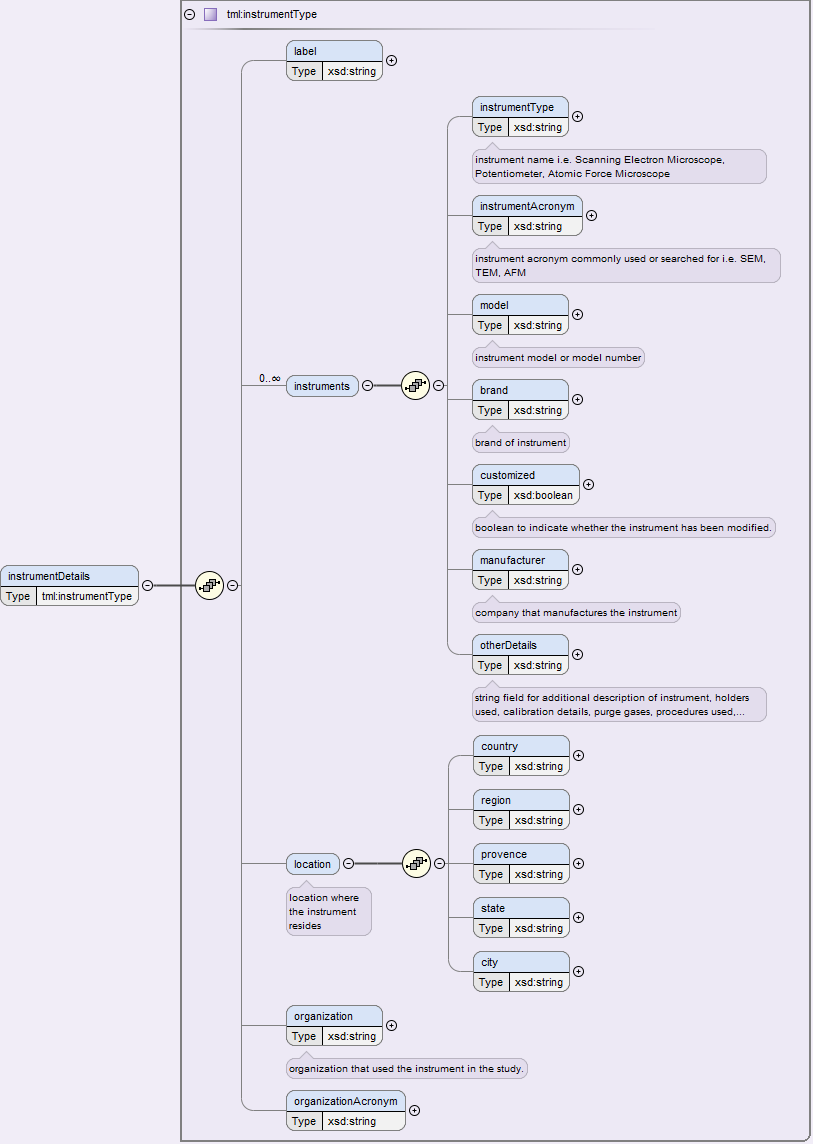 tml:instrumentType
label
Type xsd:string
instrumentType
Type xsd:string
instrument name i.e. Scanning Electron Microscope,
Potentiometer, Atomic Force Microscope
instrumentAcronym
Type xsd:string
instrument acronym commonly used or searched for i.e. SEM,
TEM, AFM
model
Type xsd:string
instrument model or model number
0..∞
instruments
brand
Type xsd:string
brand of instrument
customized
Type xsd:boolean
boolean to indicate whether the instrument has been modified.
manufacturer
Type xsd:string
company that manufactures the instrument
instrumentDetails
Type tml:instrumentType
otherDetails
Type xsd:string
string field for additional description of instrument, holders
used, calibration details, purge gases, procedures used,...
country
Type xsd:string
region
Type xsd:string
provence
Type xsd:string
location
location where
the instrument
resides
state
Type xsd:string
city
Type xsd:string
organization
Type xsd:string
organization that used the instrument in the study.
organizationAcronym
Type xsd:string